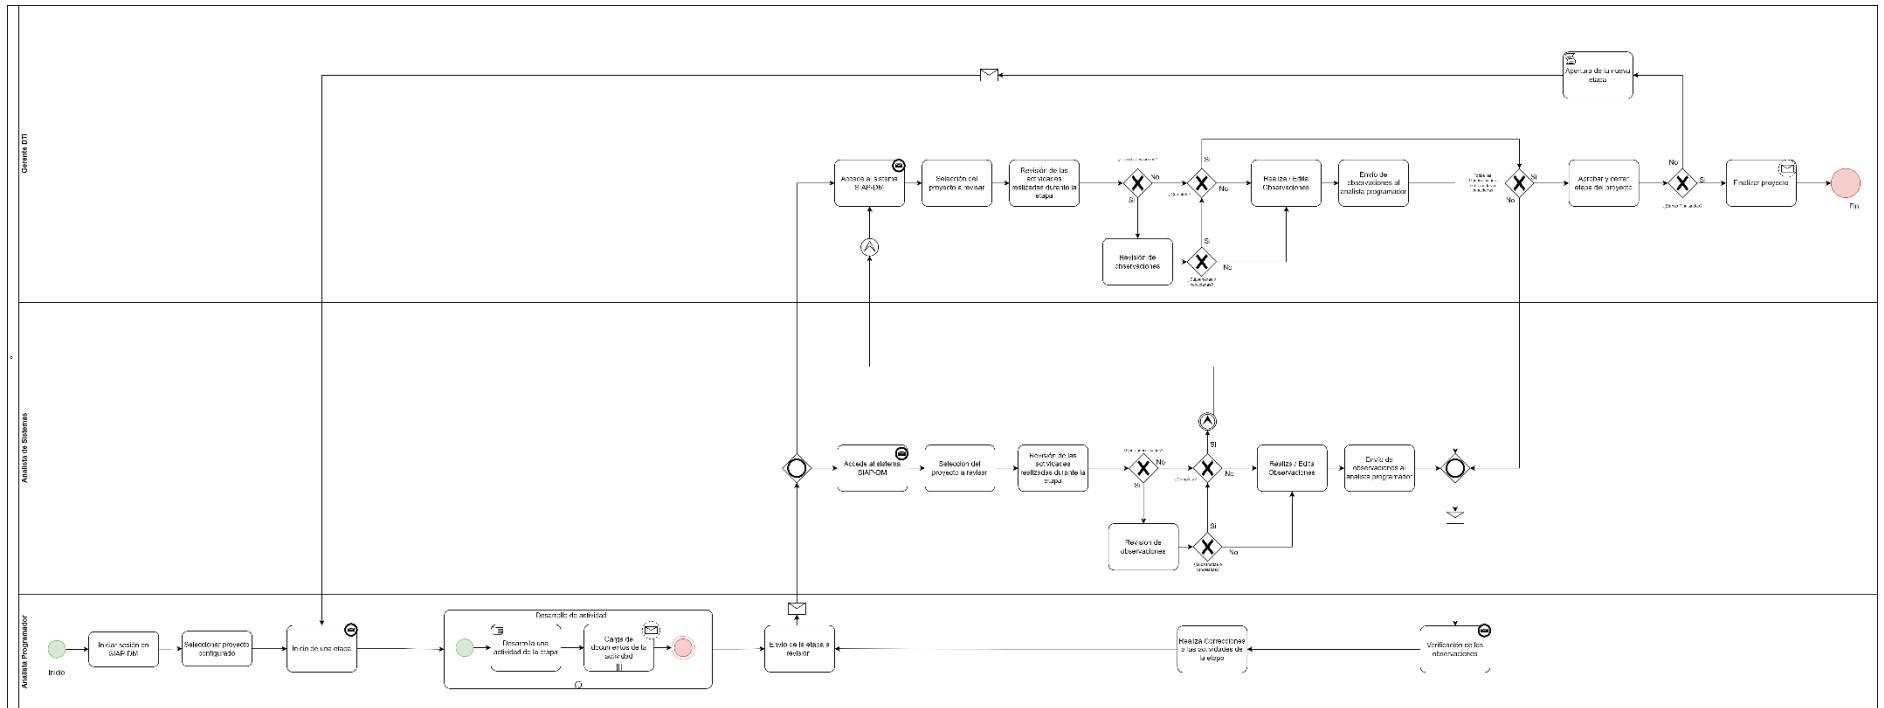 Gerente DTI
Apertura de la nueva
etapa
Accede al sistema
SIAP-DM
Selección del
proyecto a revisar
Revisión de las
actividades
realizadas durante la
etapa
No
Si
Si
No
Realiza / Edita
Observaciones
Envío de
observaciones al
analista programador
Si
No
Aprobar y cerrar
etapa del proyecto
No
Si
Finalizar proyecto
Fin
Revisión de
observaciones
Si
No
Analista de Sistemas
Accede al sistema
SIAP-DM
Selección del
proyecto a revisar
Revisión de las
actividades
realizadas durante la
etapa
No
Si
Si
No
Realiza / Edita
Observaciones
Envío de
observaciones al
analista programador
Revisión de
observaciones
Si
No
Analista Programador
Inicio
Iniciar sesión en
SIAP-DM
Seleccionar proyecto
configurado
Inicio de una etapa
Desarrollo de actividad
Desarrolla una
actividad de la etapa
Carga de
documentos de la
actividad
Envío de la etapa a
revisión
Realiza Correcciones
a las actividades de
la etapa
Verificación de las
observaciones